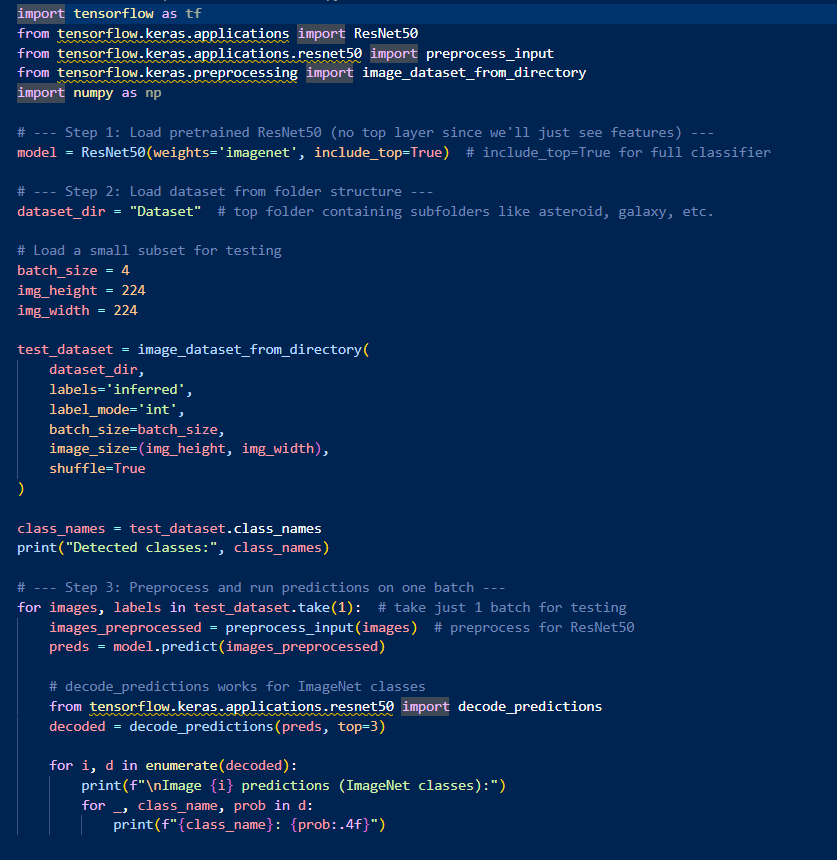 import tensorflow as tf
from tensorflow.keras.applications import ResNet50
from tensorflow.keras.applications.resnet50 import preprocess_input
from tensorflow.keras.preprocessing import image_dataset_from_directory
import numpy as np

# --- Step 1: Load pretrained ResNet50 (no top layer since we'll just see features) ---
model = ResNet50(weights='imagenet', include_top=True)  # include_top=True for full classifier

# --- Step 2: Load dataset from folder structure ---
dataset_dir = "Dataset"  # top folder containing subfolders like asteroid, galaxy, etc.

# Load a small subset for testing
batch_size = 4
img_height = 224
img_width = 224

test_dataset = image_dataset_from_directory(
    dataset_dir,
    labels='inferred',
    label_mode='int',
    batch_size=batch_size,
    image_size=(img_height, img_width),
    shuffle=True
)

class_names = test_dataset.class_names
print("Detected classes:", class_names)

# --- Step 3: Preprocess and run predictions on one batch ---
for images, labels in test_dataset.take(1):  # take just 1 batch for testing
    images_preprocessed = preprocess_input(images)  # preprocess for ResNet50
    preds = model.predict(images_preprocessed)

    # decode_predictions works for ImageNet classes
    from tensorflow.keras.applications.resnet50 import decode_predictions
    decoded = decode_predictions(preds, top=3)

    for i, d in enumerate(decoded):
        print(f"\nImage {i} predictions (ImageNet classes):")
        for _, class_name, prob in d:
            print(f"{class_name}: {prob:.4f}")